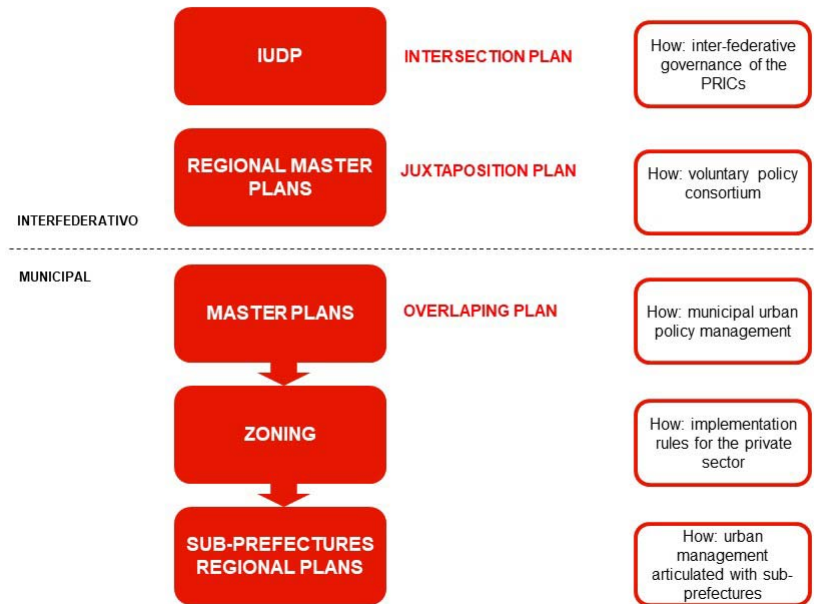 IUDP
INTERSECTION PLAN
How: inter-federative
governance of the
PRICs
REGIONAL MASTER
PLANS
JUXTAPOSITION PLAN
How: voluntary policy
consortium
INTERFEDERATIVO
MUNICIPAL
MASTER PLANS
OVERLAPING PLAN
How: municipal urban
policy management
ZONING
How: implementation
rules for the private
sector
SUB-PREFECTURES
REGIONAL PLANS
How: urban
management
articulated with sub-
prefectures